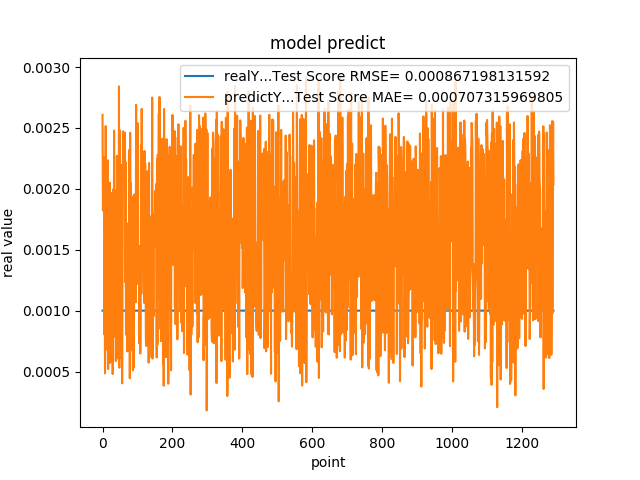 model predict
realY...Test Score RMSE= 0.000867198131592
predictY...Test Score MAE= 0.000707315969805
real value
0.0030
0.0025
0.0020
0.0015
0.0010
0.0005
0 200 400 600 800 1000 1200
point